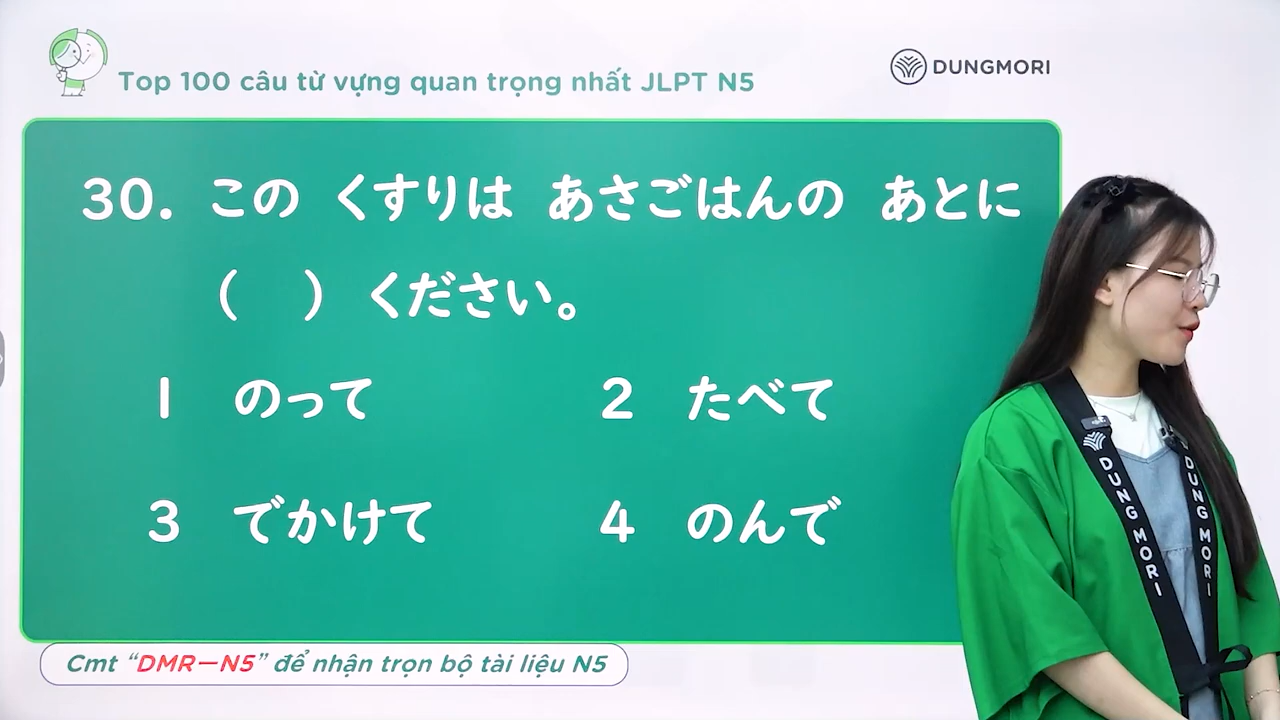 Top 100 câu từ vựng quan trọng nhất JLPT N5
DUNGMORI
30. この くすりは あさごはんの あとに
( ) ください。
1 のって
2 たべて
3 でかけて
4 のんで
Cmt “DMR–N5” để nhận trọn bộ tài liệu N5
DUNG MORI
DUNG MORI